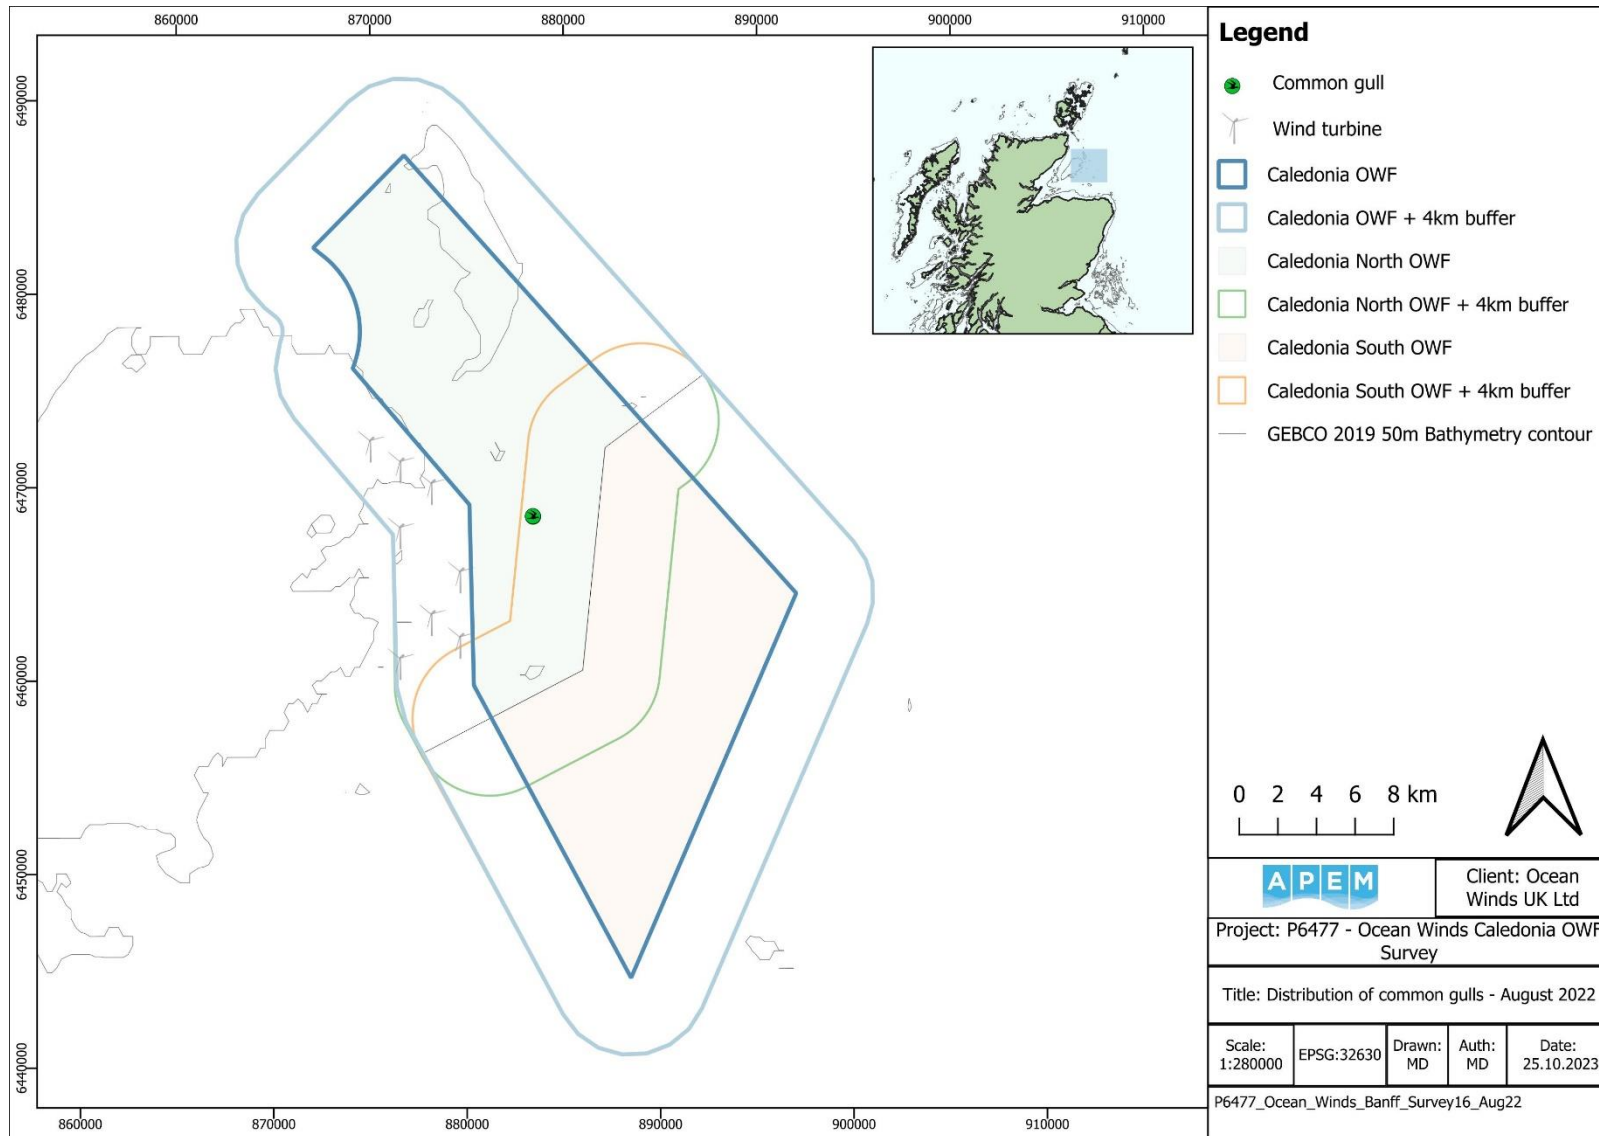 860000 870000 880000 890000 900000 910000
6490000
6480000
6470000
6460000
6450000
6440000
860000 870000 880000 890000 900000 910000
Legend
Common gull
Wind turbine
Caledonia OWF
Caledonia OWF + 4km buffer
Caledonia North OWF
Caledonia North OWF + 4km buffer
Caledonia South OWF
Caledonia South OWF + 4km buffer
GEBCO 2019 50m Bathymetry contour
0 2 4 6 8 km
APEM
Client: Ocean
Winds UK Ltd
Project: P6477 - Ocean Winds Caledonia OWF
Survey
Title: Distribution of common gulls - August 2022
Scale:
1:280000
EPSG:32630
Drawn:
MD
Auth:
MD
Date:
25.10.2023
P6477_Ocean_Winds_Banff_Survey16_Aug22